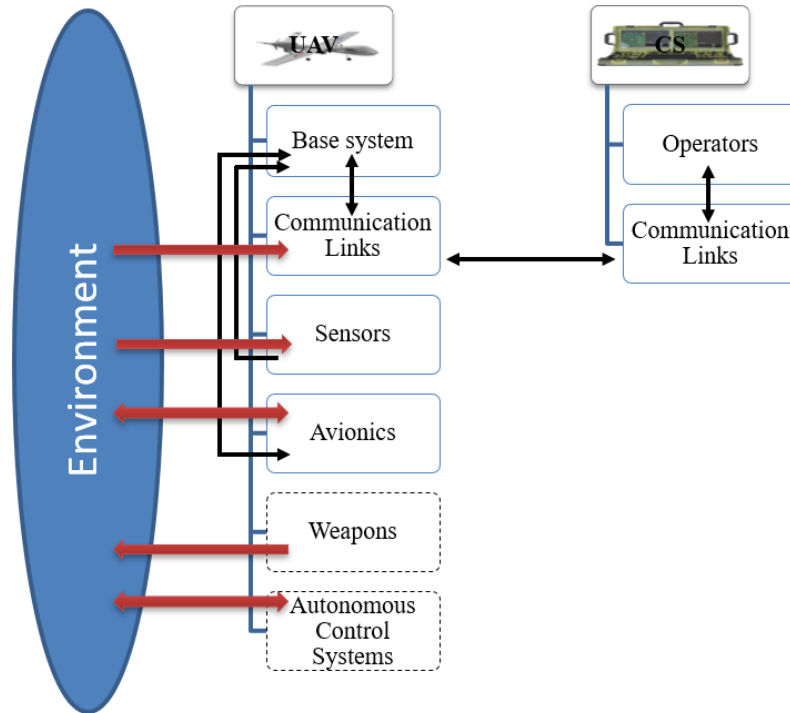 UAV
CS
Base system
Operators
Communication
Links
Communication
Links
Sensors
Avionics
Weapons
Autonomous
Control
Systems
Environment